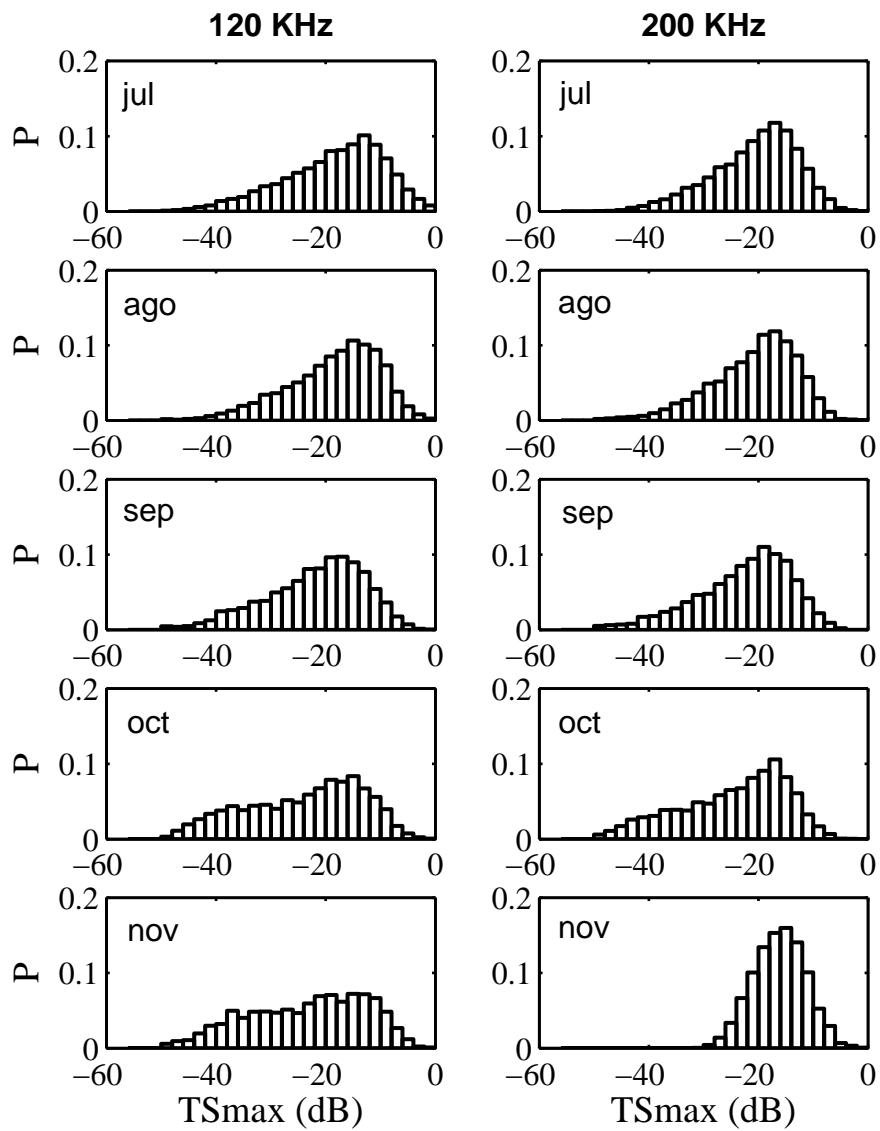 120 KHz 200 KHz
0.2 0.2
jul jul
P 0.1 0.1
0 0
−60 −40 −20 0 −60 −40 −20 0
0.2 0.2
ago ago
P 0.1 0.1
0 0
−60 −40 −20 0 −60 −40 −20 0
0.2 0.2
sep sep
P 0.1 0.1
0 0
−60 −40 −20 0 −60 −40 −20 0
0.2 0.2
oct oct
P 0.1 0.1
0 0
−60 −40 −20 0 −60 −40 −20 0
0.2 0.2
nov nov
P 0.1 0.1
0 0
−60 −40 −20 0 −60 −40 −20 0
TSmax (dB) TSmax (dB)